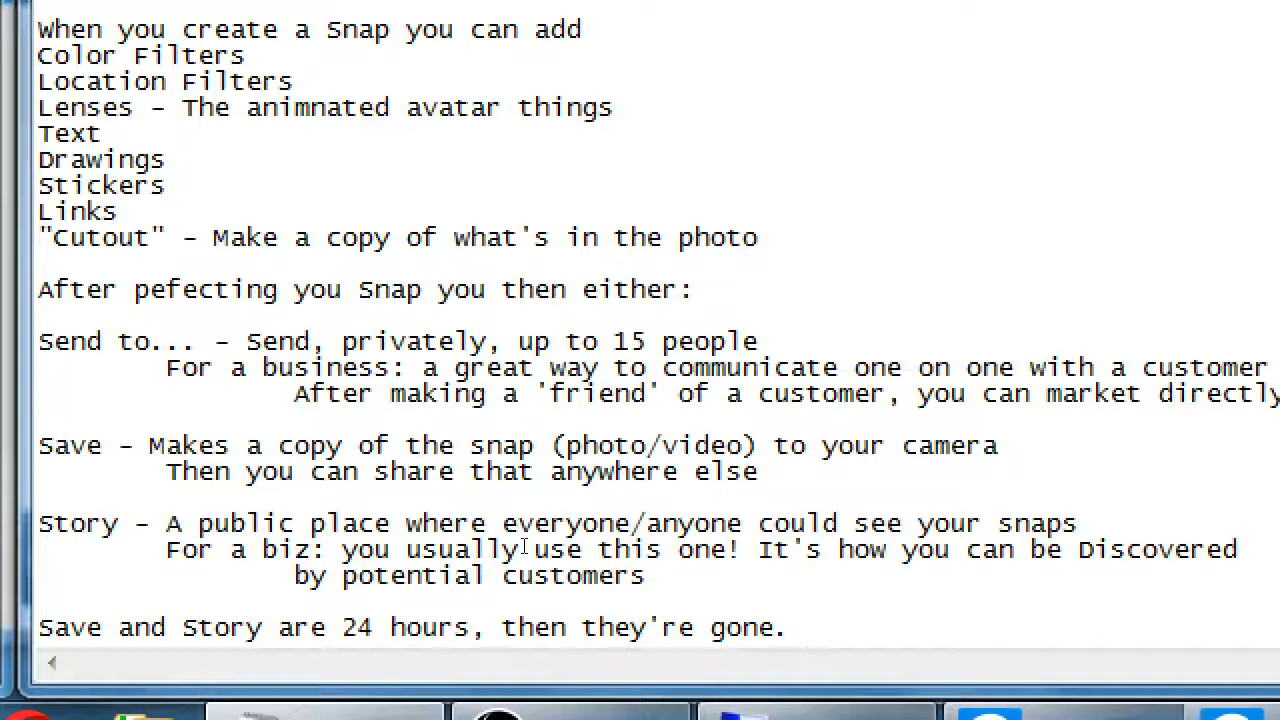 When you create a Snap you can add
Color Filters
Location Filters
Lenses - The animnated avatar things
Text
Drawings
Stickers
Links
"Cutout" - Make a copy of what's in the photo
After pefecting you Snap you then either:
Send to... - Send, privately, up to 15 people
For a business: a great way to communicate one on one with a customer
After making a 'friend' of a customer, you can market directly
Save - Makes a copy of the snap (photo/video) to your camera
Then you can share that anywhere else
Story - A public place where everyone/anyone could see your snaps
For a biz: you usually use this one! It's how you can be Discovered
by potential customers
Save and Story are 24 hours, then they're gone.